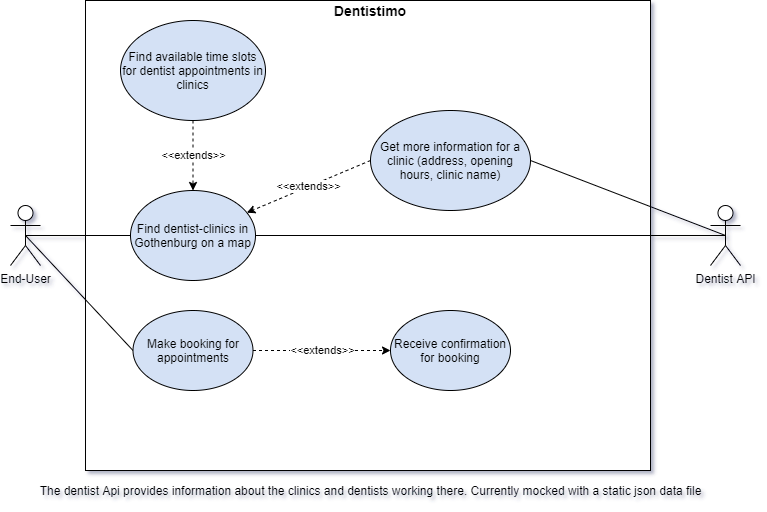 Dentistimo
Find available time slots
for dentist appointments in
clinics
<<extends>>
Get more information for a
clinic (address, opening
hours, clinic name)
<<extends>>
Find dentist-clinics in
Gothenburg on a map
End-User
Dentist API
Make booking for
appointments
<<extends>>
Receive confirmation
for booking
The dentist Api provides information about the clinics and dentists working there. Currently mocked with a static json data file